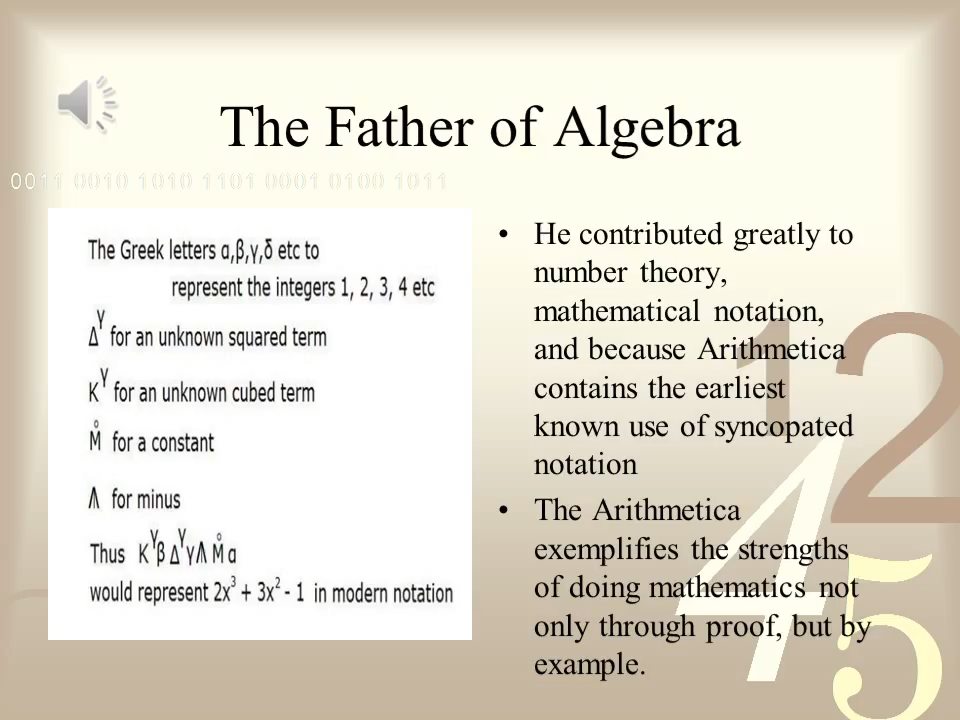 The Father of Algebra
0011 0010 1010 1101 0001 0100 1011
The Greek letters α,β,γ,δ etc to
represent the integers 1, 2, 3, 4 etc
Δ^Y for an unknown squared term
K^Y for an unknown cubed term
M̊ for a constant
Λ for minus
Thus K^Yβ Δ^Yγ Λ M̊ α
would represent 2x³ + 3x² - 1 in modern notation
• He contributed greatly to
number theory,
mathematical notation,
and because Arithmetica
contains the earliest
known use of syncopated
notation
• The Arithmetica
exemplifies the strengths
of doing mathematics not
only through proof, but by
example.
1 2
4 5